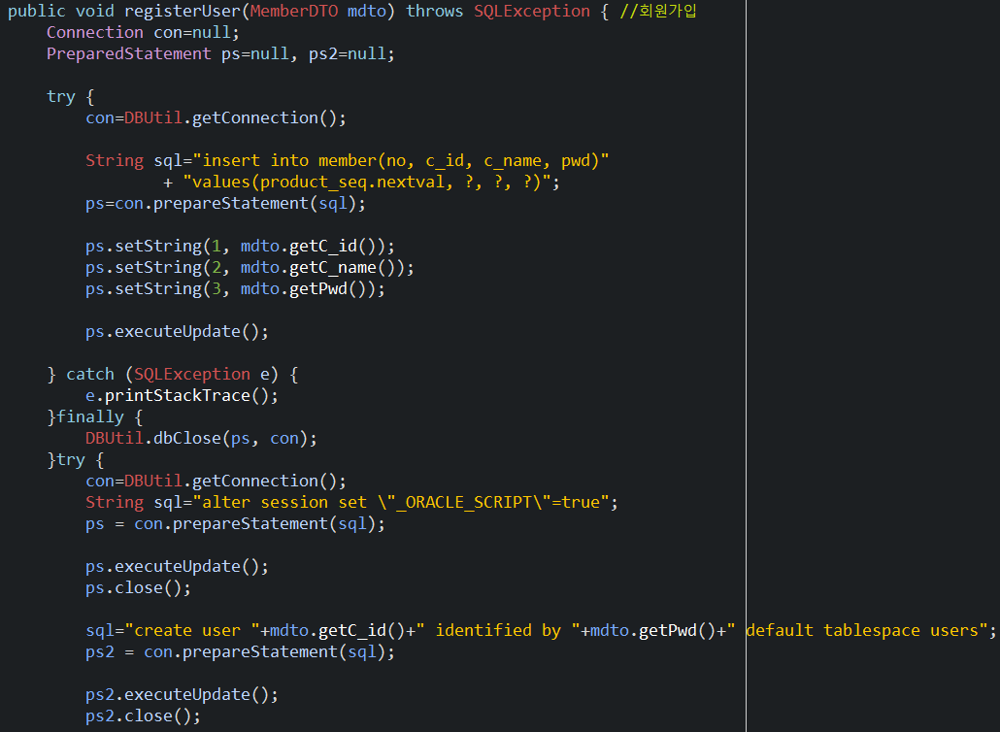 public void registerUser(MemberDTO mdto) throws SQLException { //회원가입
    Connection con=null;
    PreparedStatement ps=null, ps2=null;

    try {
        con=DBUtil.getConnection();

        String sql="insert into member(no, c_id, c_name, pwd)"
                + "values(product_seq.nextval, ?, ?, ?)";
        ps=con.prepareStatement(sql);

        ps.setString(1, mdto.getC_id());
        ps.setString(2, mdto.getC_name());
        ps.setString(3, mdto.getPwd());

        ps.executeUpdate();

    } catch (SQLException e) {
        e.printStackTrace();
    }finally {
        DBUtil.dbClose(ps, con);
    }try {
        con=DBUtil.getConnection();
        String sql="alter session set \"_ORACLE_SCRIPT\"=true";
        ps = con.prepareStatement(sql);

        ps.executeUpdate();
        ps.close();

        sql="create user "+mdto.getC_id()+" identified by "+mdto.getPwd()+" default tablespace users";
        ps2 = con.prepareStatement(sql);

        ps2.executeUpdate();
        ps2.close();